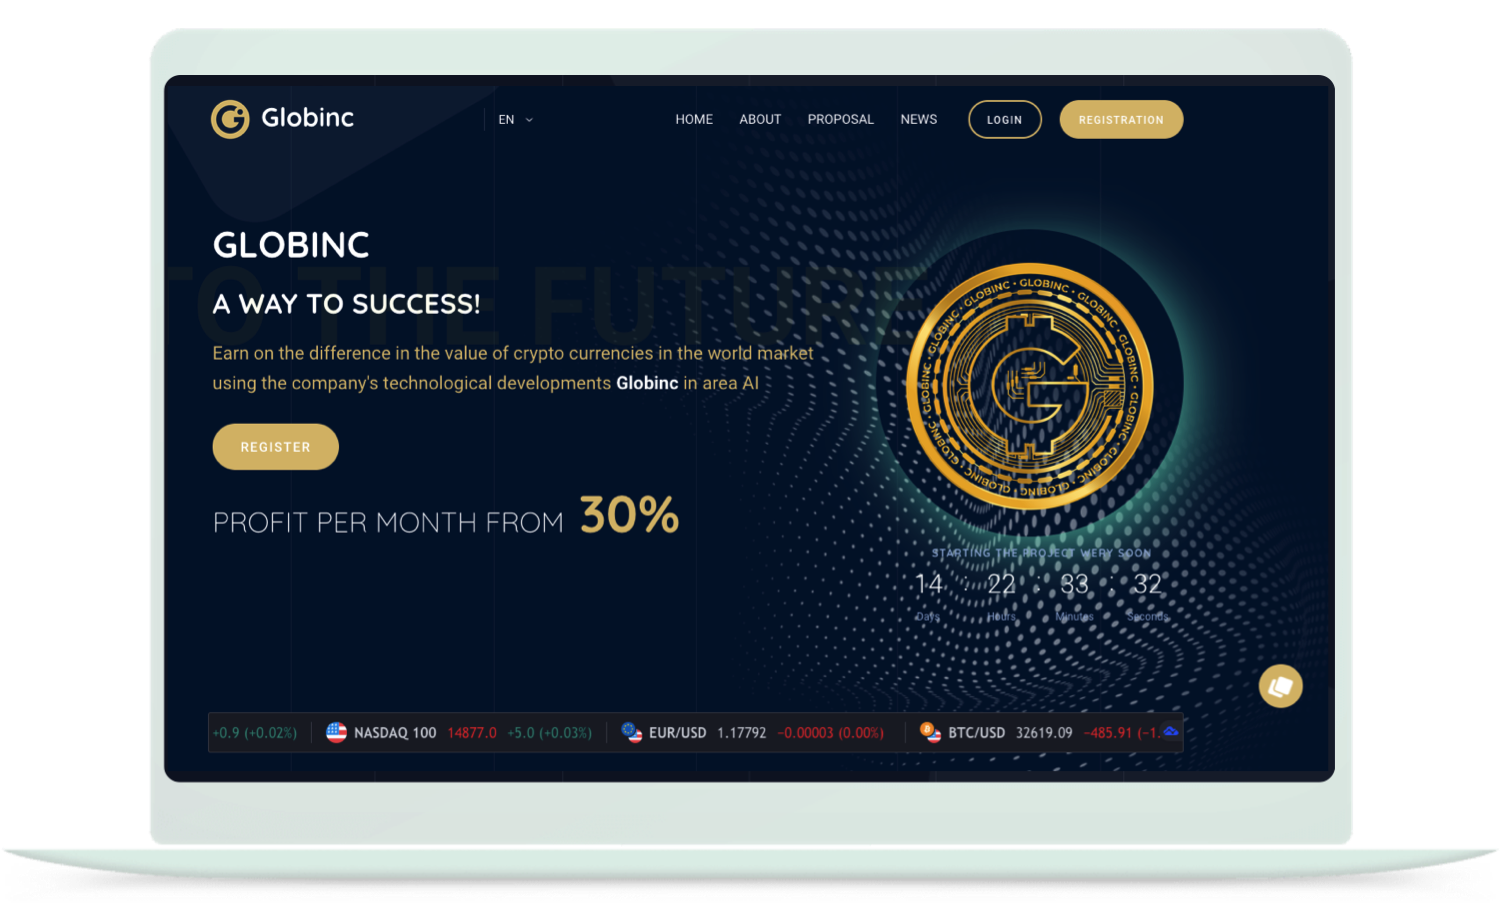 Globinc
EN
HOME ABOUT PROPOSAL NEWS LOGIN REGISTRATION
GLOBINC
TO THE FUTURE
A WAY TO SUCCESS!
Earn on the difference in the value of crypto currencies in the world market
using the company's technological developments Globinc in area AI
REGISTER
PROFIT PER MONTH FROM 30%
GLOBINC · GLOBINC · GLOBINC · GLOBINC · GLOBINC · GLOBINC · GLOBINC · GLOBINC · GLOBINC · GLOBINC · GLOBINC
STARTING THE PROJECT WERY SOON
14 : 22 : 33 : 32
Days Hours Minutes Seconds
+0.9 (+0.02%) NASDAQ 100 14877.0 +5.0 (+0.03%) EUR/USD 1.17792 −0.00003 (0.00%) BTC/USD 32619.09 −485.91 (−1.